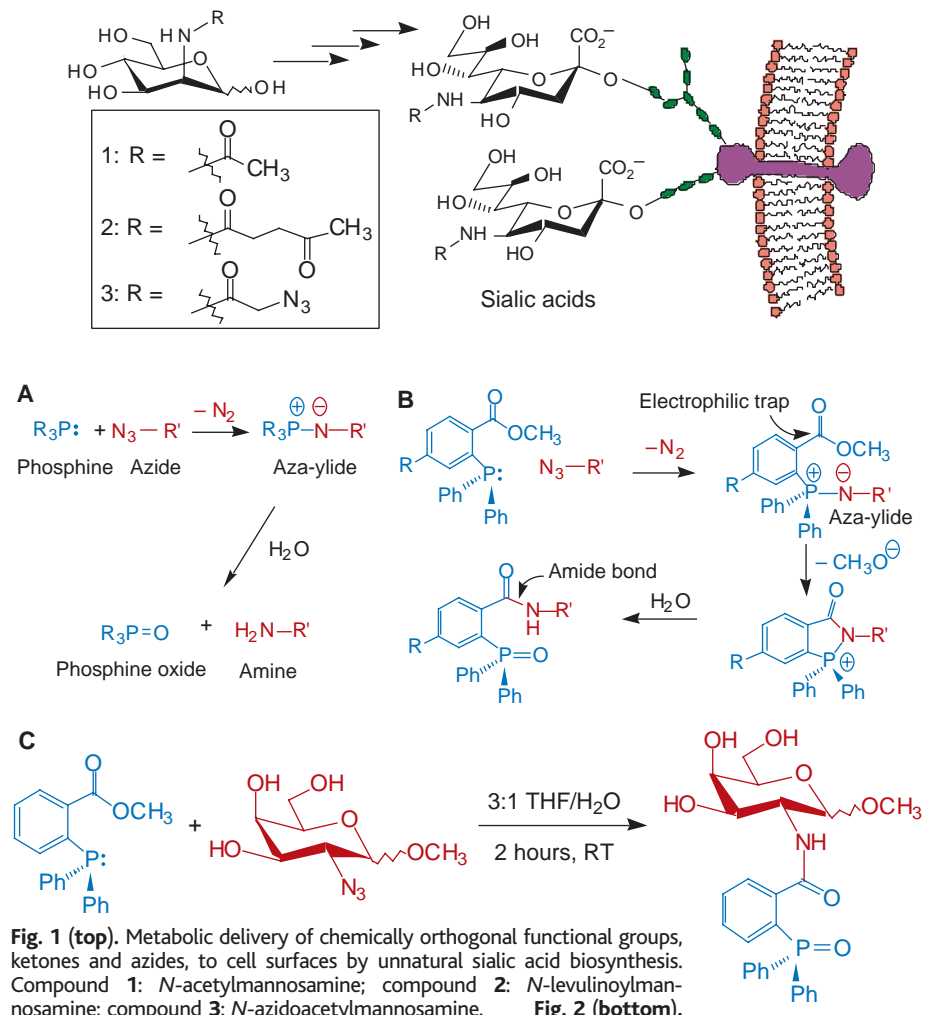 HO
H
N
R
HO
O
HO
OH
1: R =
O
CH3
2: R =
O
CH3
O
3: R =
O
N3
OH
OH
CO2−
HO
O
O
NH
R
HO
OH
OH
CO2−
HO
O
O
NH
R
HO
Sialic acids
A
R3P: + N3—R'
– N2
⊕ ⊖
R3P—N—R'
Phosphine Azide
Aza-ylide
H2O
R3P=O + H2N—R'
Phosphine oxide Amine
B
O
OCH3
R
P:
Ph
Ph
N3—R'
–N2
Electrophilic trap
O
OCH3
R
⊕ ⊖
P—N—R'
Ph
Ph
Aza-ylide
– CH3O⊖
O
N—R'
R
P
⊕
Ph
Ph
H2O
Amide bond
O
N—R'
H
R
P=O
Ph
Ph
C
O
OCH3
P:
Ph
Ph
+
OH
OH
O
HO
OCH3
N3
3:1 THF/H2O
2 hours, RT
OH
OH
O
HO
OCH3
NH
O
P=O
Ph
Ph
Fig. 1 (top). Metabolic delivery of chemically orthogonal functional groups,
ketones and azides, to cell surfaces by unnatural sialic acid biosynthesis.
Compound 1: N-acetylmannosamine; compound 2: N-levulinoylman-
nosamine; compound 3: N-azidoacetylmannosamine. Fig. 2 (bottom).